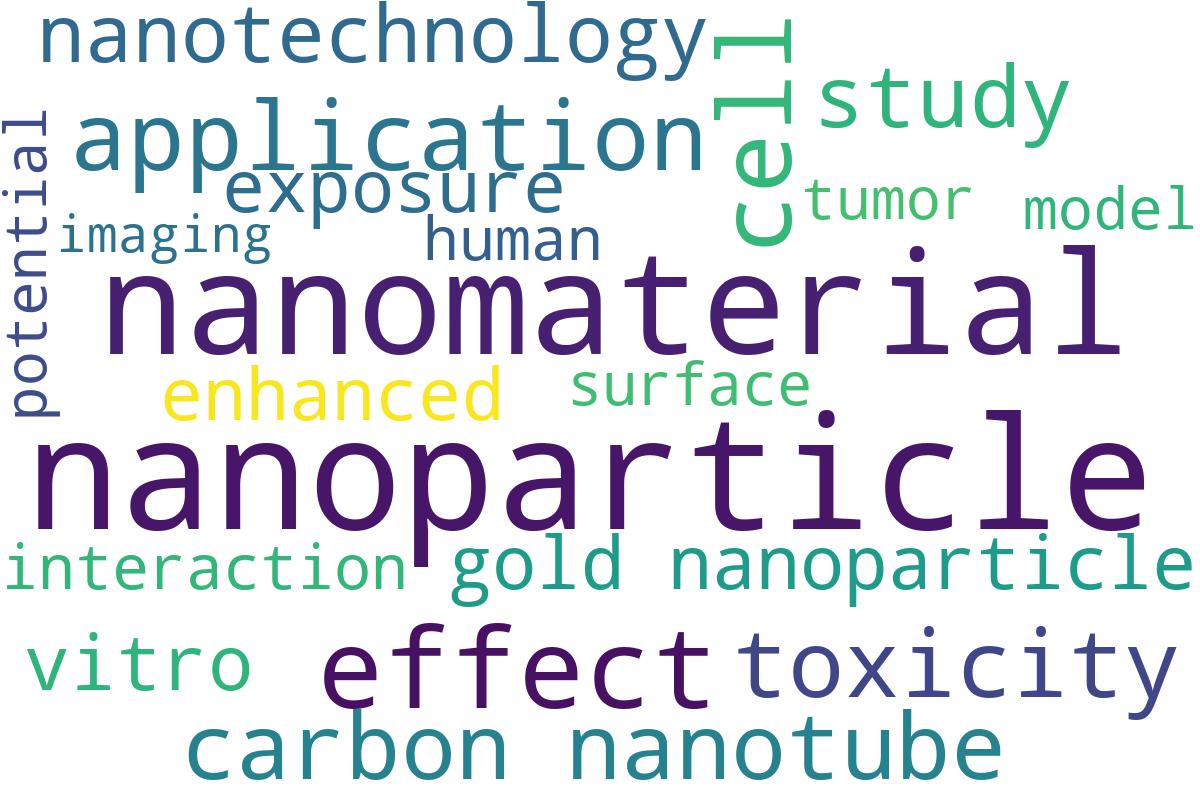 nanotechnology
cell
study
potential
application
exposure
tumor
model
imaging
human
nanomaterial
enhanced
surface
nanoparticle
interaction
gold nanoparticle
vitro
effect
toxicity
carbon nanotube